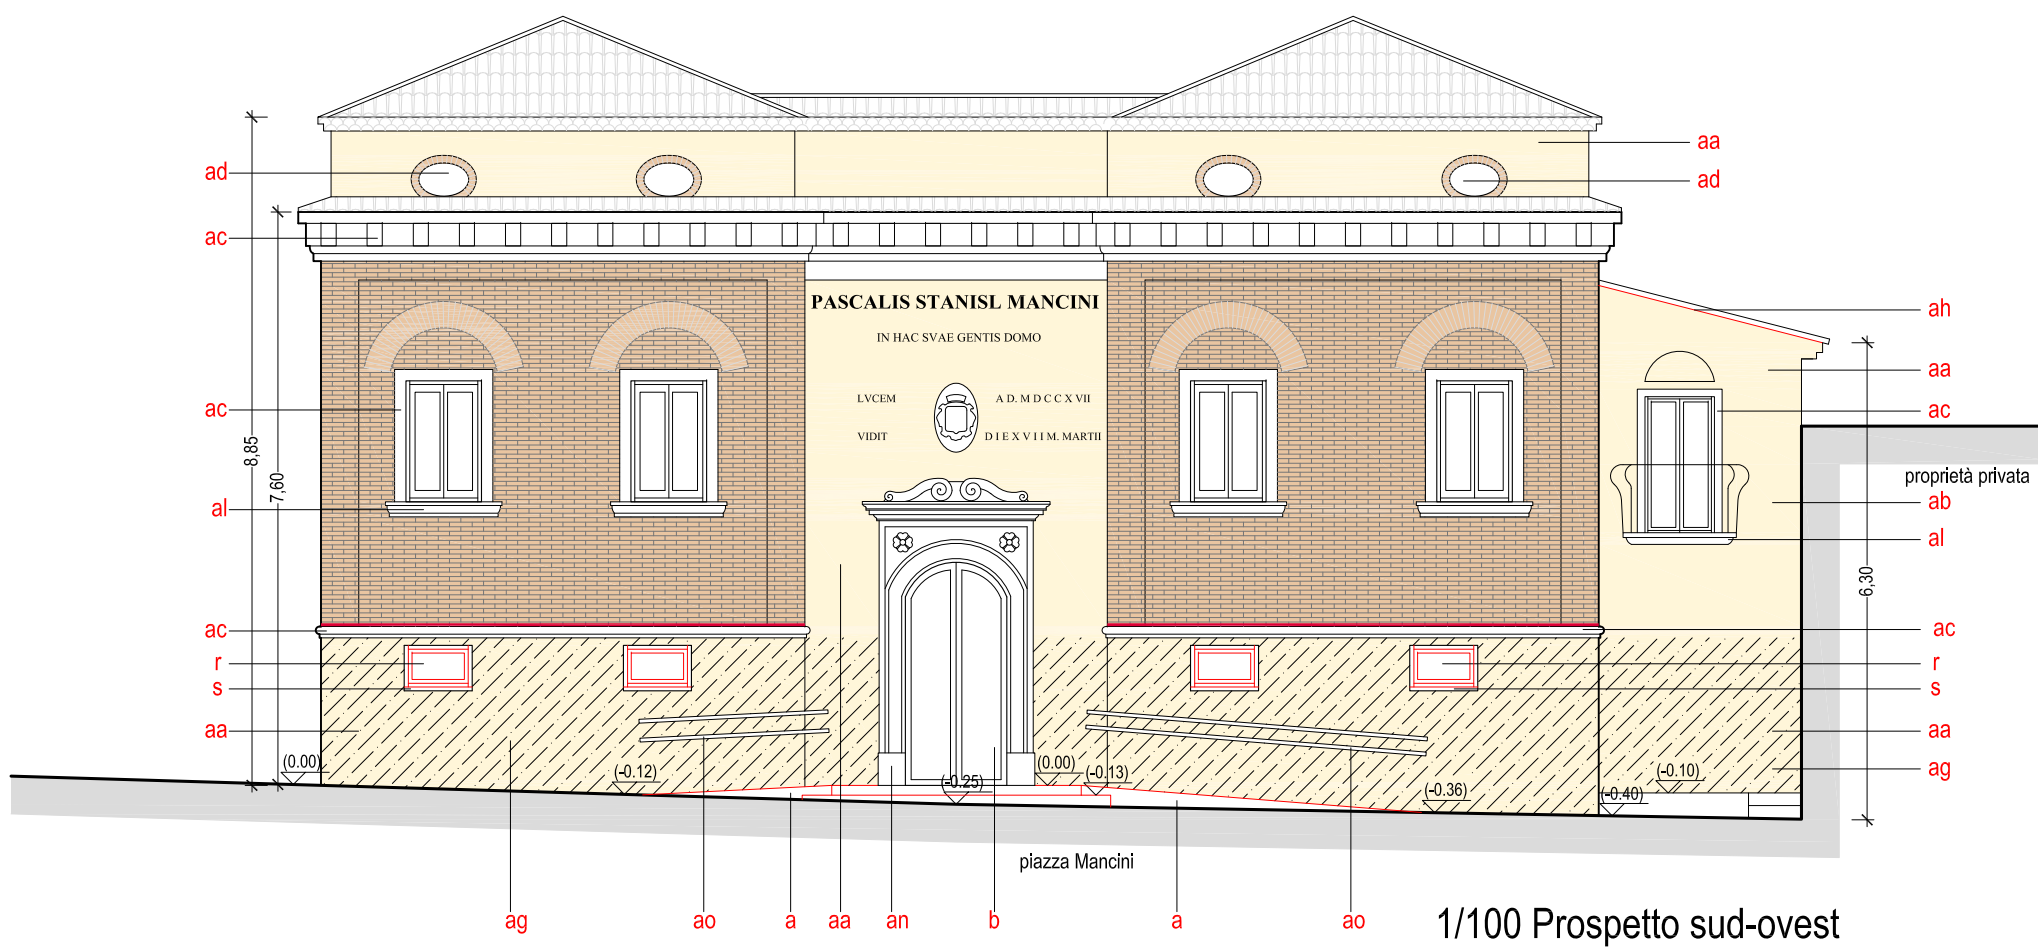 aa
ad
ad
ac
PASCALIS STANISL MANCINI
ah
IN HAC SVAE GENTIS DOMO
aa
LVCEM
A D. M D C C X VII
ac
ac
VIDIT
D I E X V I I M. MARTII
8,85
7,60
proprietà privata
al
ab
al
6,30
ac
ac
r
r
s
s
aa
aa
(0.00)
(-0.12)
(-0.25)
(0.00)
(-0.13)
(-0.36)
(-0.10)
(-0.40)
ag
piazza Mancini
ag
ao
a
aa
an
b
a
ao
1/100 Prospetto sud-ovest